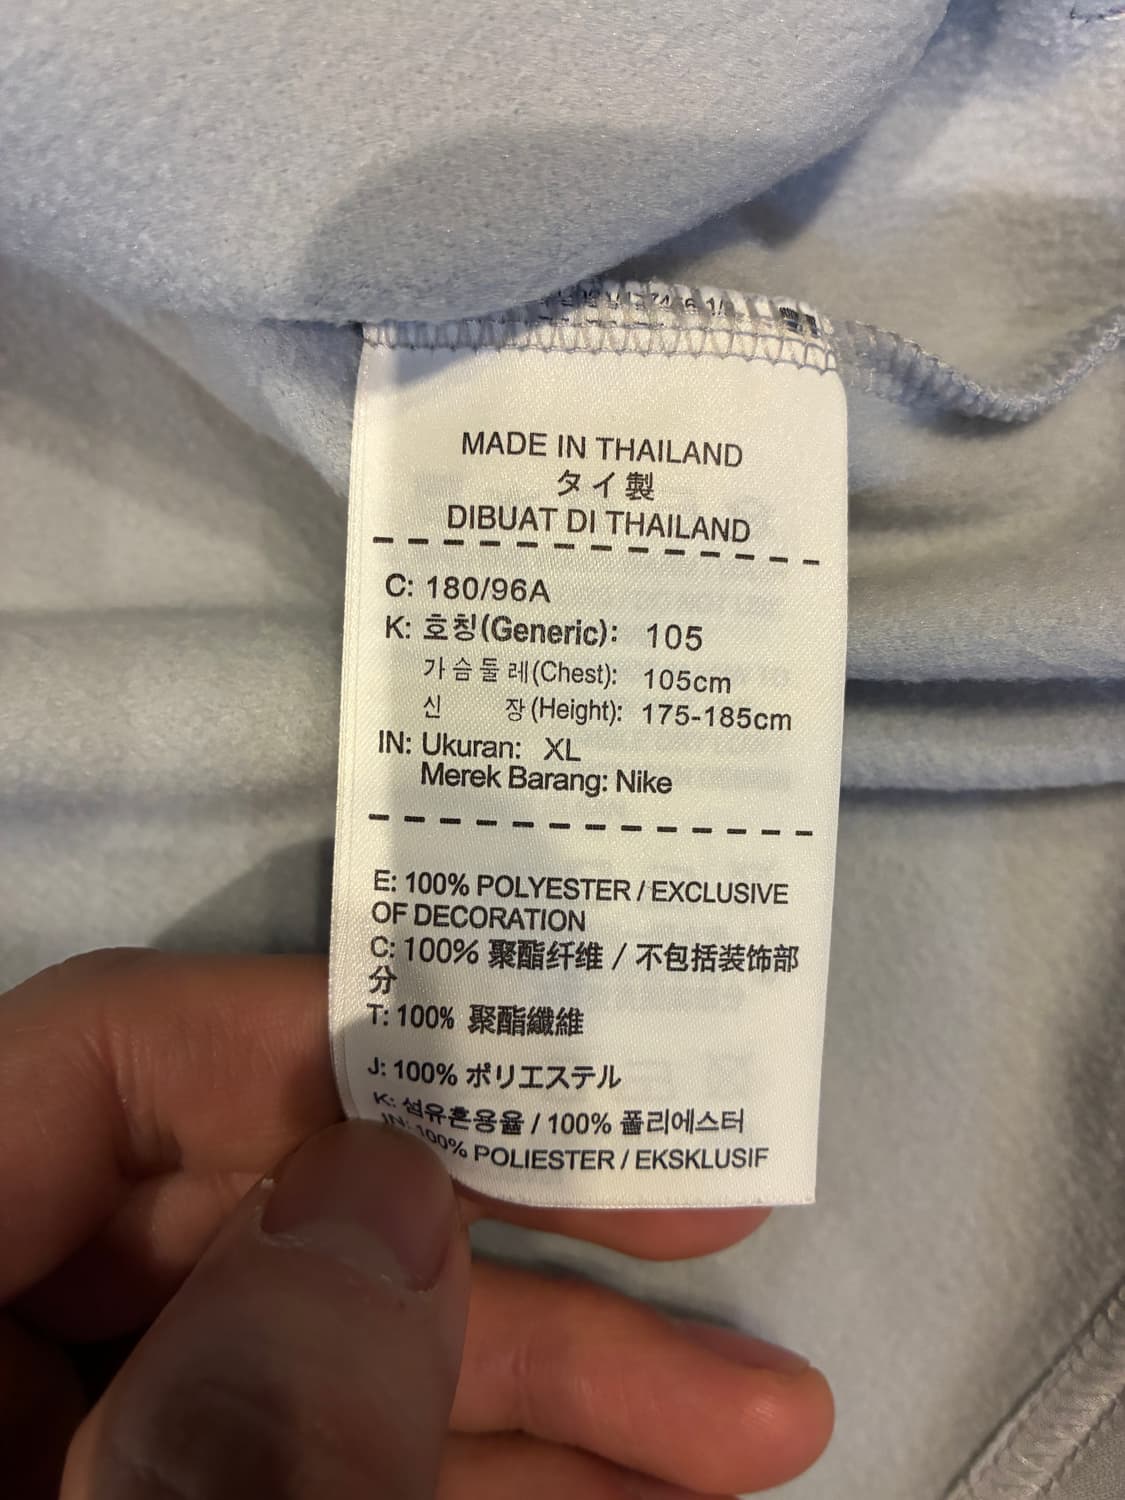 MADE IN THAILAND
タイ製
DIBUAT DI THAILAND
C: 180/96A
K: 호칭(Generic): 105
가슴둘레(Chest): 105cm
신 장(Height): 175-185cm
IN: Ukuran: XL
Merek Barang: Nike
E: 100% POLYESTER / EXCLUSIVE
OF DECORATION
C: 100% 聚酯纤维 / 不包括装饰部
分
T: 100% 聚酯纖維
J: 100% ポリエステル
K: 섬유혼용율 / 100% 폴리에스터
IN: 100% POLIESTER / EKSKLUSIF